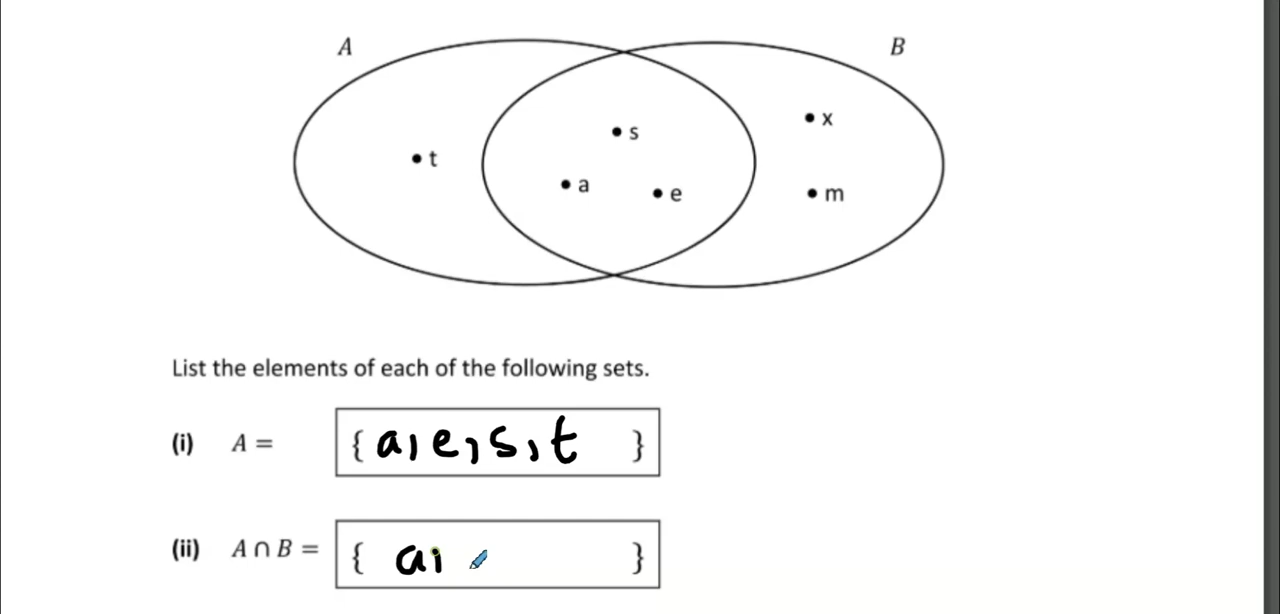 A B
• s • x
• t
• a • e • m
List the elements of each of the following sets.
(i) A = { a, e, s, t }
(ii) A ∩ B = { a, }